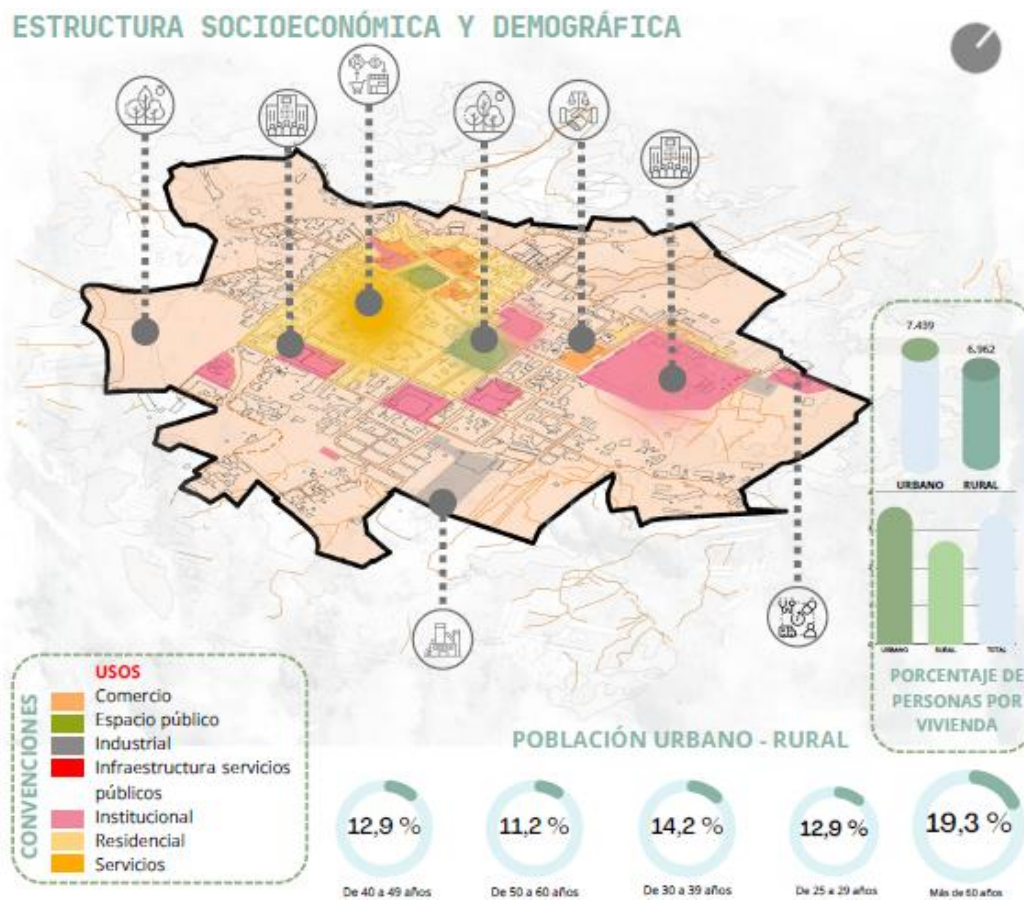 ESTRUCTURA SOCIOECONÓMICA Y DEMOGRÁFICA
7.439
6.962
URBANO RURAL
URBANO RURAL TOTAL
PORCENTAJE DE
PERSONAS POR
VIVIENDA
CONVENCIONES
USOS
Comercio
Espacio público
Industrial
Infraestructura servicios
públicos
Institucional
Residencial
Servicios
POBLACIÓN URBANO - RURAL
12,9 %
De 40 a 49 años
11,2 %
De 50 a 60 años
14,2 %
De 30 a 39 años
12,9 %
De 25 a 29 años
19,3 %
Más de 60 años